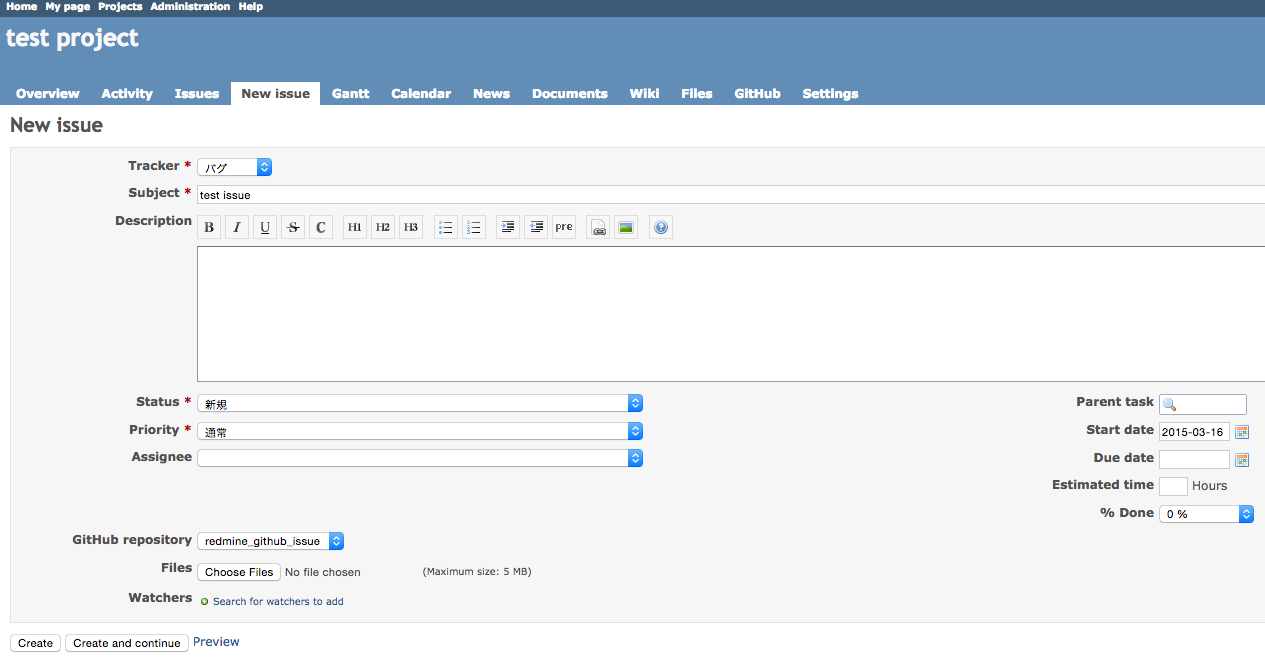 Home My page Projects Administration Help
test project
Overview Activity Issues New issue Gantt Calendar News Documents Wiki Files GitHub Settings
New issue
Tracker * バグ
Subject * test issue
Description B I U S C H1 H2 H3 1 2 3 pre ?
Status * 新規
Parent task
Priority * 通常
Start date 2015-03-16
Assignee
Due date
Estimated time Hours
% Done 0 %
GitHub repository redmine_github_issue
Files Choose Files No file chosen (Maximum size: 5 MB)
Watchers Search for watchers to add
Create Create and continue Preview